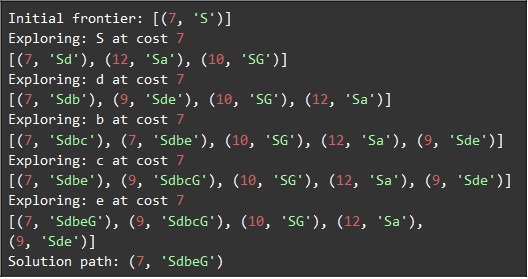 Initial frontier: [(7, 'S')]
Exploring: S at cost 7
[(7, 'Sd'), (12, 'Sa'), (10, 'SG')]
Exploring: d at cost 7
[(7, 'Sdb'), (9, 'Sde'), (10, 'SG'), (12, 'Sa')]
Exploring: b at cost 7
[(7, 'Sdbc'), (7, 'Sdbe'), (10, 'SG'), (12, 'Sa'), (9, 'Sde')]
Exploring: c at cost 7
[(7, 'Sdbe'), (9, 'SdbcG'), (10, 'SG'), (12, 'Sa'), (9, 'Sde')]
Exploring: e at cost 7
[(7, 'SdbeG'), (9, 'SdbcG'), (10, 'SG'), (12, 'Sa'),
(9, 'Sde')]
Solution path: (7, 'SdbeG')